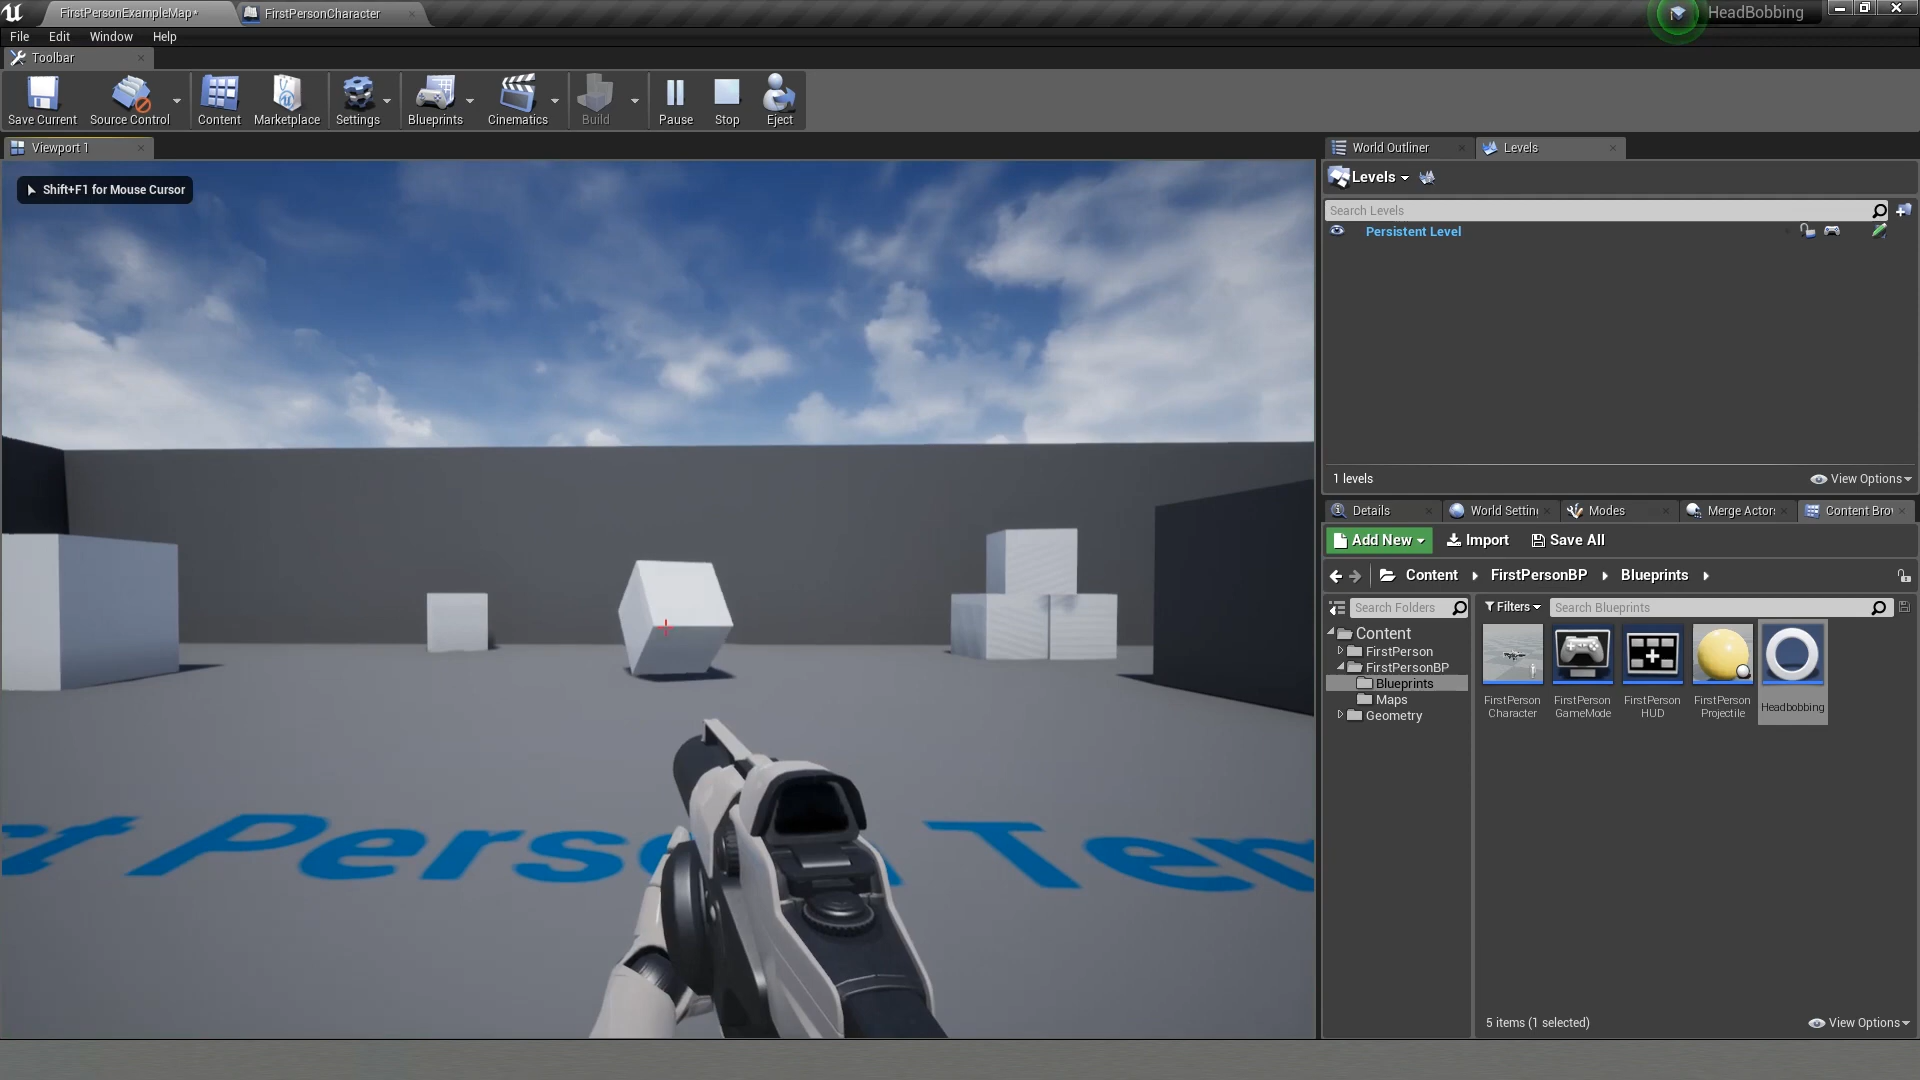 FirstPersonExampleMap*
FirstPersonCharacter
HeadBobbing
File Edit Window Help
Toolbar
Save Current
Source Control
Content
Marketplace
Settings
Blueprints
Cinematics
Build
Pause
Stop
Eject
Viewport 1
Shift+F1 for Mouse Cursor
st Person Tem
World Outliner
Levels
Levels
Search Levels
Persistent Level
1 levels
View Options
Details
World Settin
Modes
Merge Actor
Content Bro
Add New
Import
Save All
Content
FirstPersonBP
Blueprints
Search Folders
Filters
Search Blueprints
Content
FirstPerson
FirstPersonBP
Blueprints
Maps
Geometry
FirstPerson
Character
FirstPerson
GameMode
FirstPerson
HUD
FirstPerson
Projectile
Headbobbing
5 items (1 selected)
View Options